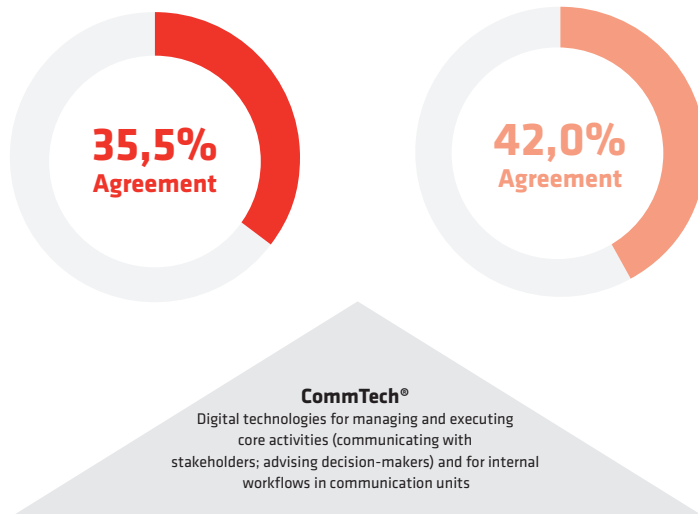 35,5%
Agreement
42,0%
Agreement
CommTech®
Digital technologies for managing and executing
core activities (communicating with
stakeholders; advising decision-makers) and for internal
workflows in communication units